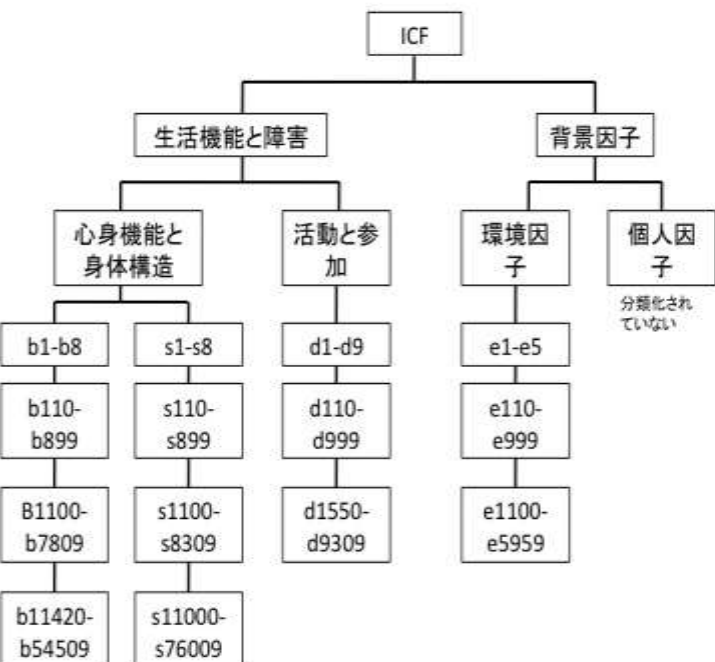 ICF
生活機能と障害
背景因子
心身機能と
身体構造
活動と参
加
環境因
子
個人因
子
分類化され
ていない
b1-b8
s1-s8
d1-d9
e1-e5
b110-
b899
s110-
s899
d110-
d999
e110-
e999
B1100-
b7809
s1100-
s8309
d1550-
d9309
e1100-
e5959
b11420-
b54509
s11000-
s76009